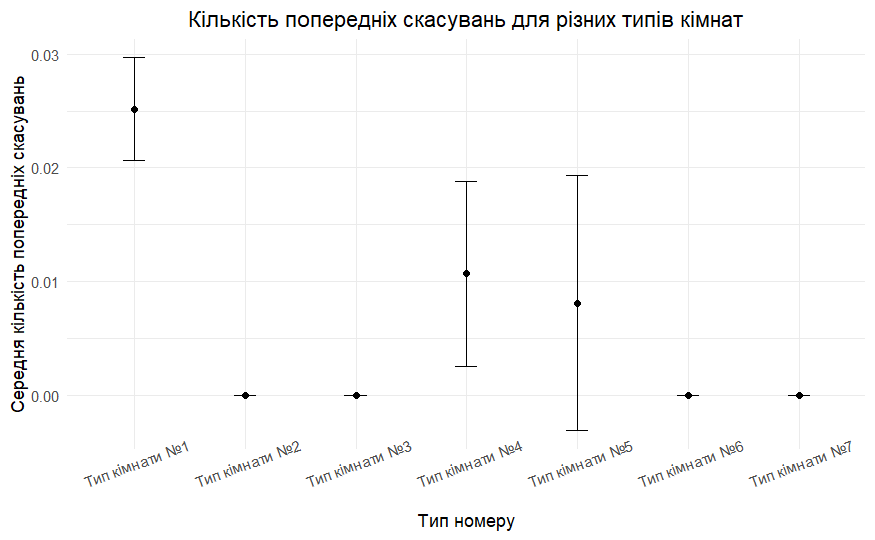 Кількість попередніх скасувань для різних типів кімнат
Середня кількість попередніх скасувань
0.03
0.02
0.01
0.00
Тип кімнати №1
Тип кімнати №2
Тип кімнати №3
Тип кімнати №4
Тип кімнати №5
Тип кімнати №6
Тип кімнати №7
Тип номеру